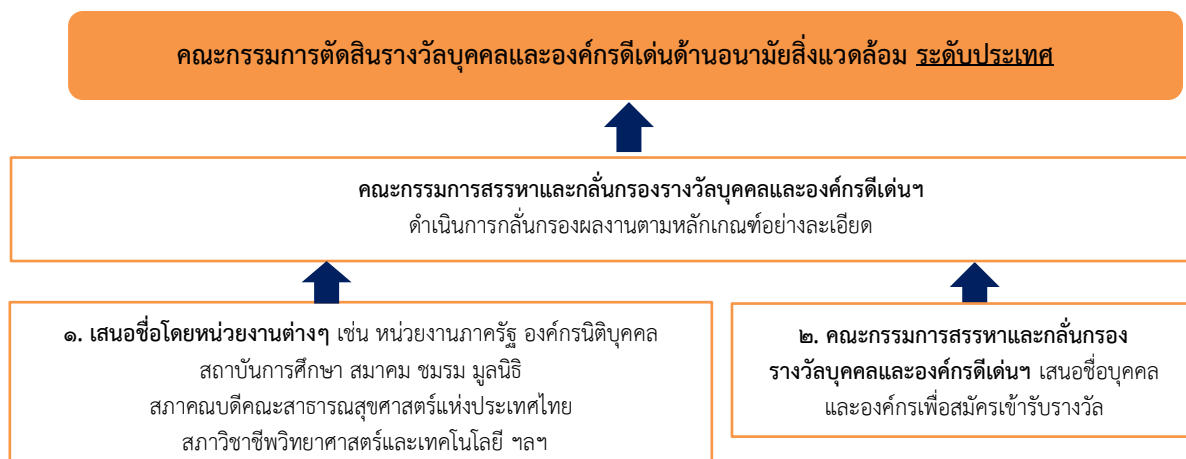 คณะกรรมการตัดสินรางวัลบุคคลและองค์กรดีเด่นด้านอนามัยสิ่งแวดล้อม ระดับประเทศ
คณะกรรมการสรรหาและกลั่นกรองรางวัลบุคคลและองค์กรดีเด่นฯ
ดำเนินการกลั่นกรองผลงานตามหลักเกณฑ์อย่างละเอียด
๑. เสนอชื่อโดยหน่วยงานต่างๆ เช่น หน่วยงานภาครัฐ องค์กรนิติบุคคล
สถาบันการศึกษา สมาคม ชมรม มูลนิธิ
สภาคณบดีคณะสาธารณสุขศาสตร์แห่งประเทศไทย
สภาวิชาชีพวิทยาศาสตร์และเทคโนโลยี ฯลฯ
๒. คณะกรรมการสรรหาและกลั่นกรอง
รางวัลบุคคลและองค์กรดีเด่นฯ เสนอชื่อบุคคล
และองค์กรเพื่อสมัครเข้ารับรางวัล